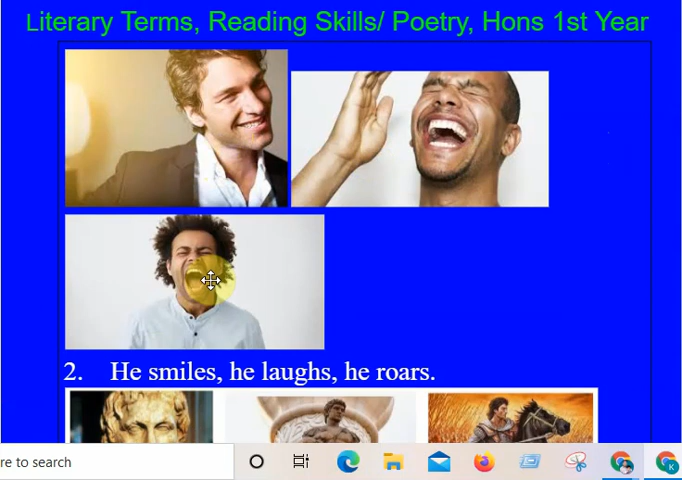 Literary Terms, Reading Skills/ Poetry, Hons 1st Year
2. He smiles, he laughs, he roars.
re to search